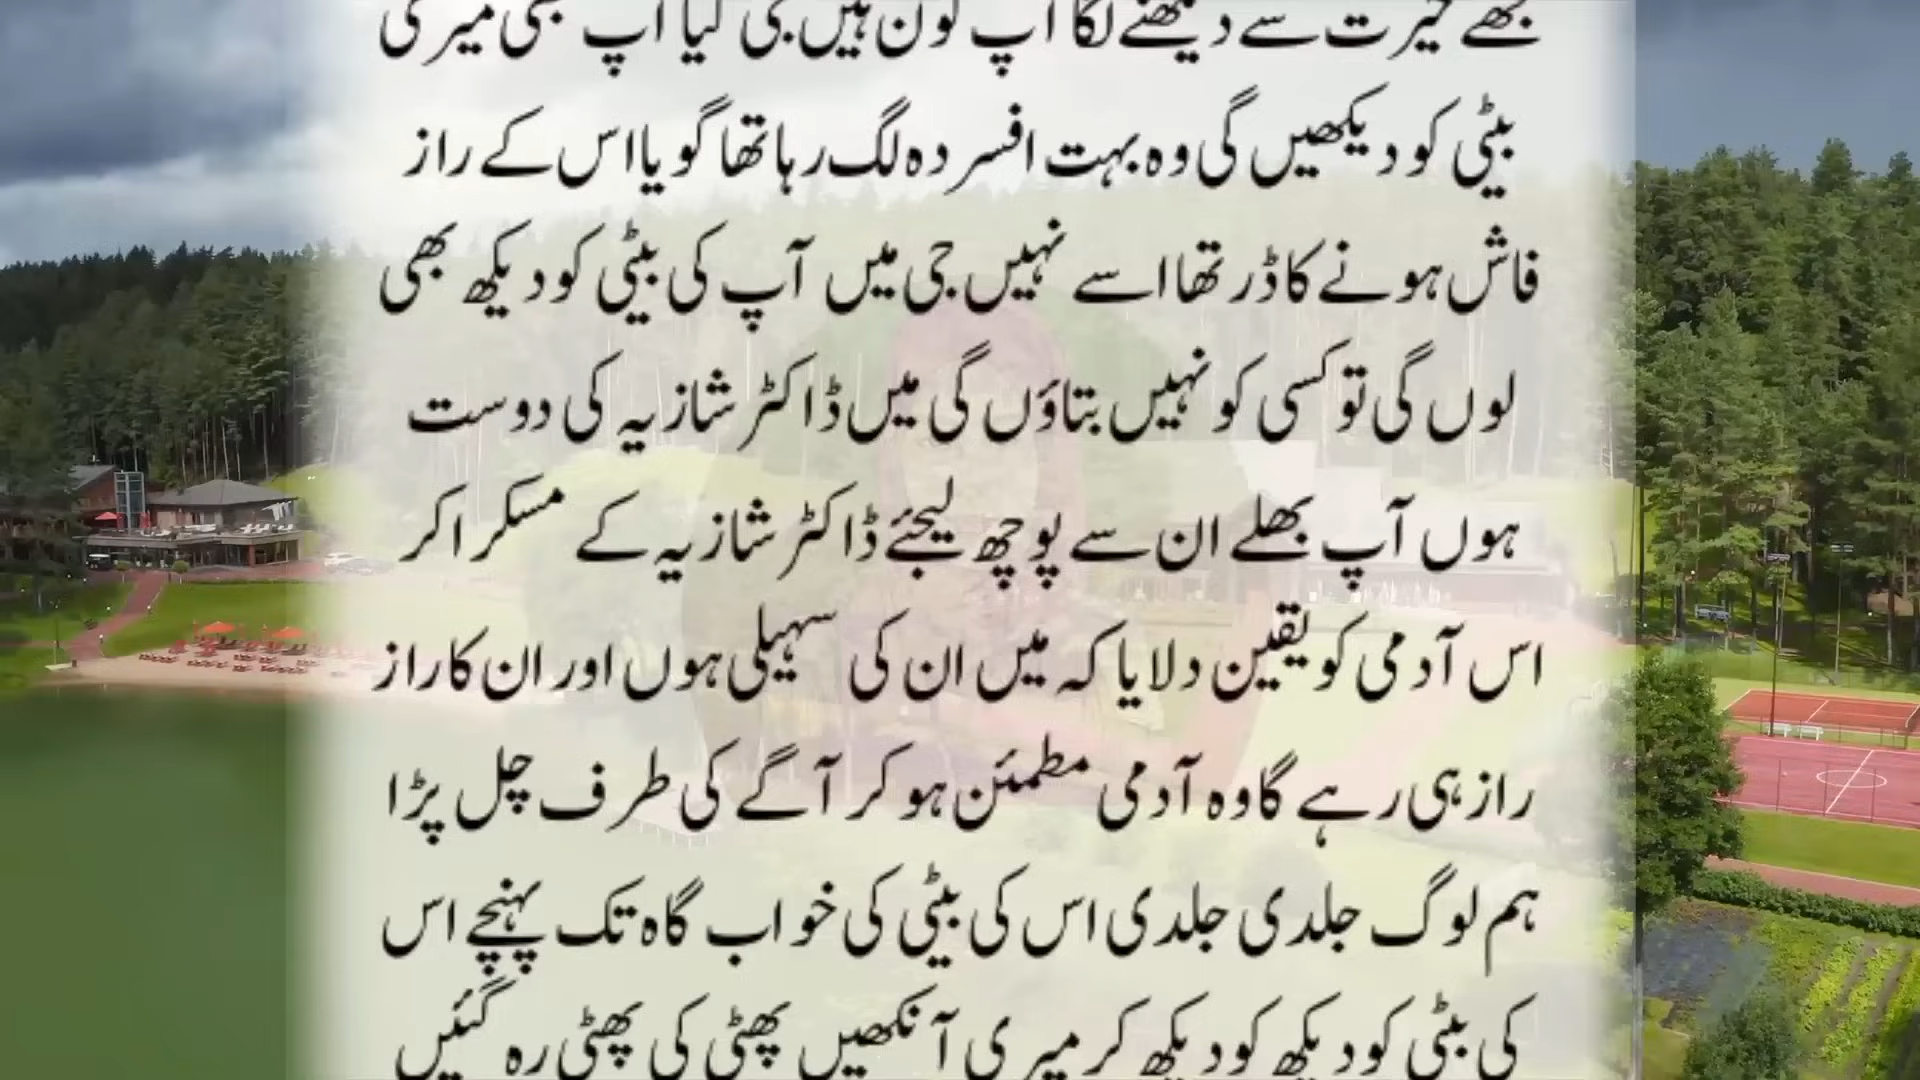 مجھے حیرت سے دیکھنے لگا آپ کون ہیں جی کیا آپ بھی میری
بیٹی کو دیکھیں گی وہ بہت افسردہ لگ رہا تھا گویا اس کے راز
فاش ہونے کا ڈر تھا اسے نہیں جی میں آپ کی بیٹی کو دیکھ بھی
لوں گی تو کسی کو نہیں بتاؤں گی میں ڈاکٹر شازیہ کی دوست
ہوں آپ بھلے ان سے پوچھ لیجئے ڈاکٹر شازیہ کے مسکرا کر
اس آدمی کو یقین دلایا کہ میں ان کی سہیلی ہوں اور ان کا راز
راز ہی رہے گا وہ آدمی مطمئن ہو کر آگے کی طرف چل پڑا
ہم لوگ جلدی جلدی اس کی بیٹی کی خواب گاہ تک پہنچے اس
کی بیٹی کو دیکھ کو دیکھ کر میری آنکھیں پھٹی کی پھٹی رہ گئیں